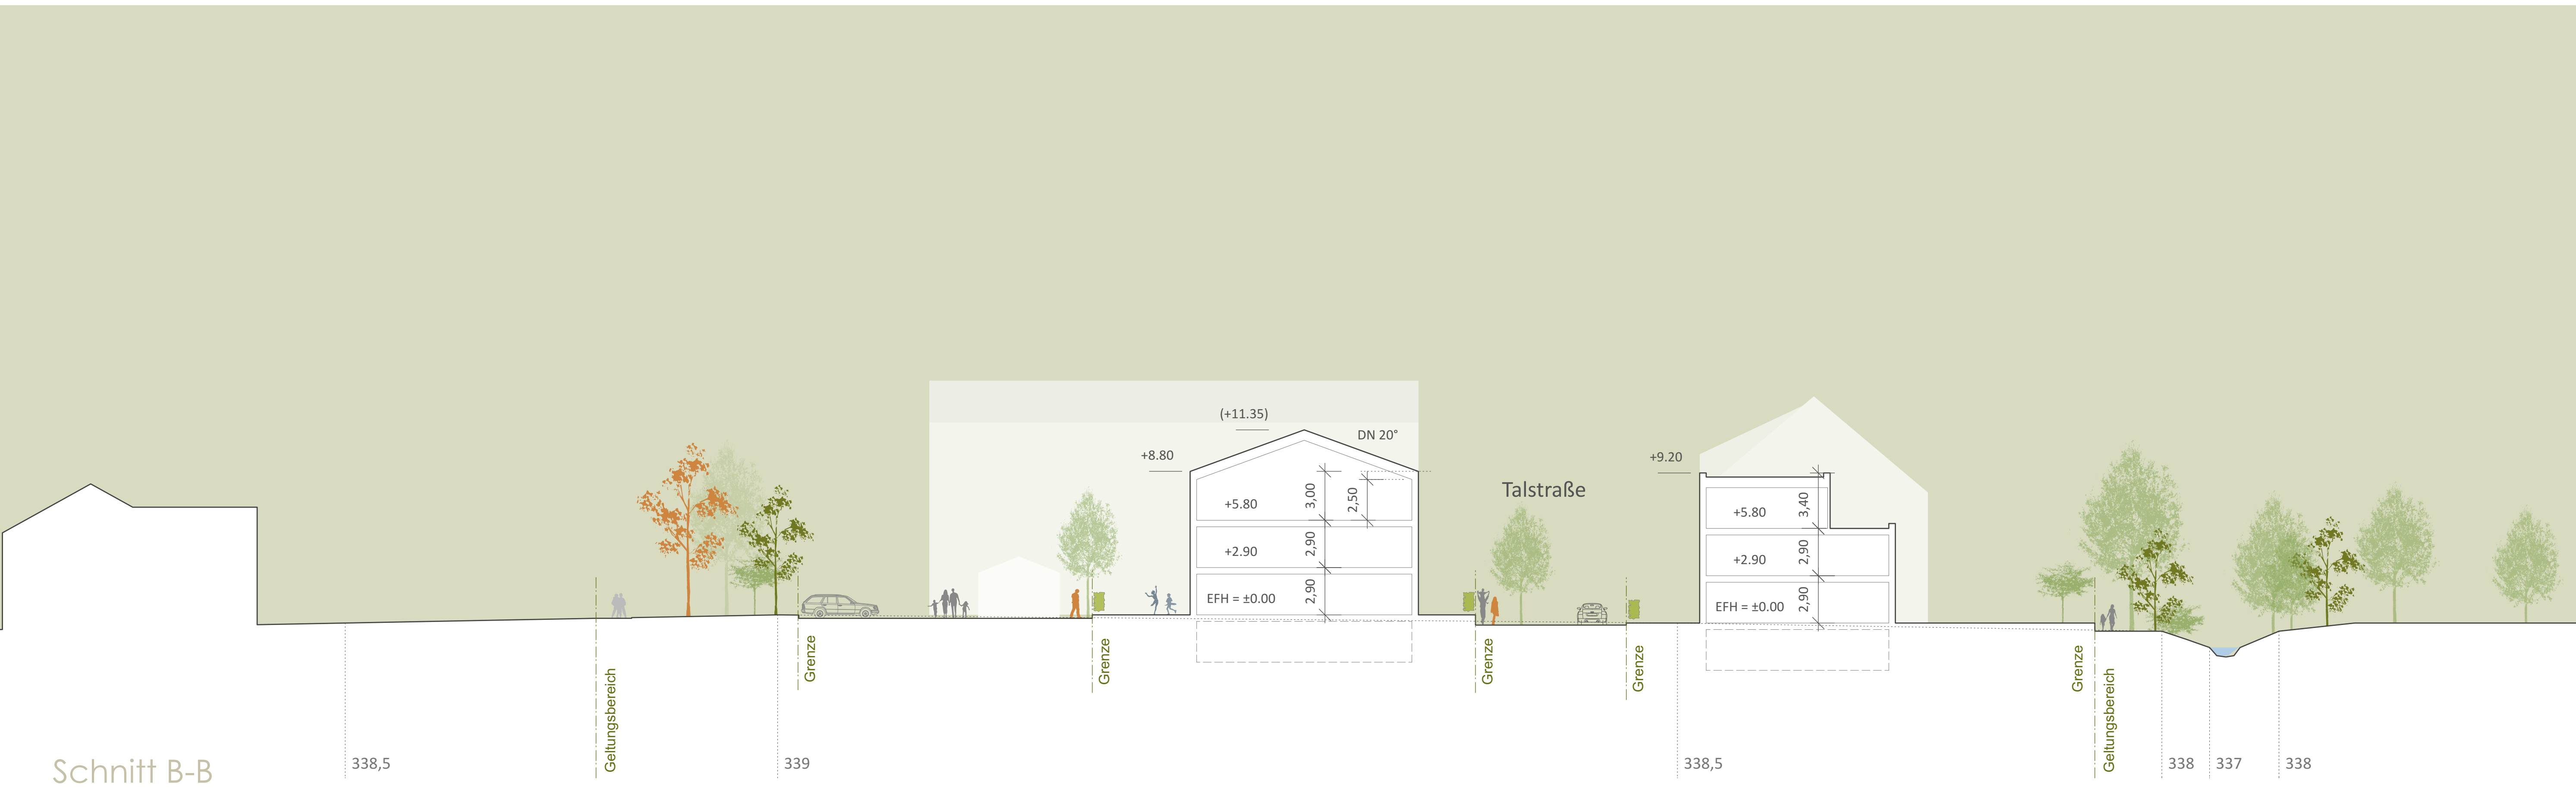 (+11.35)
DN 20°
+8.80
+5.80
3,00
2,50
+2.90
2,90
EFH = ±0.00
2,90
Talstraße
+9.20
+5.80
3,40
+2.90
2,90
EFH = ±0.00
2,90
Geltungsbereich
Grenze
Grenze
Grenze
Grenze
Grenze
Geltungsbereich
338,5
339
338,5
338
337
338
Schnitt B-B